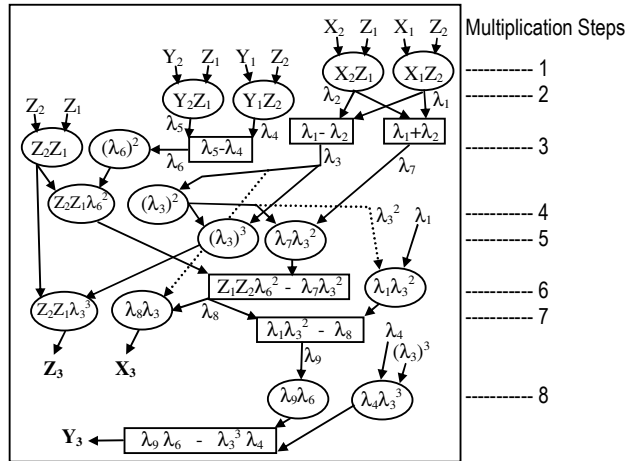 X₂ Z₁ X₁ Z₂ Multiplication Steps
Y₂ Z₁ Y₁ Z₂
X₂Z₁ X₁Z₂ ---------- 1
Z₂ Z₁ Y₂Z₁ Y₁Z₂ λ₂ λ₁ ---------- 2
λ₅ λ₄
Z₂Z₁ (λ₆)² λ₆ λ₅-λ₄ λ₁- λ₂ λ₁+λ₂ ---------- 3
λ₃ λ₇
Z₂Z₁λ₆² (λ₃)² λ₃² λ₁ ---------- 4
(λ₃)³ λ₇λ₃² ---------- 5
Z₂Z₁λ₃³ λ₈λ₃ Z₁Z₂λ₆² - λ₇λ₃² λ₁λ₃² ---------- 6
λ₈ λ₁λ₃² - λ₈ ---------- 7
Z₃ X₃ λ₉ λ₄ (λ₃)³
λ₉λ₆ λ₄λ₃³ ---------- 8
Y₃ λ₉ λ₆ - λ₃³ λ₄